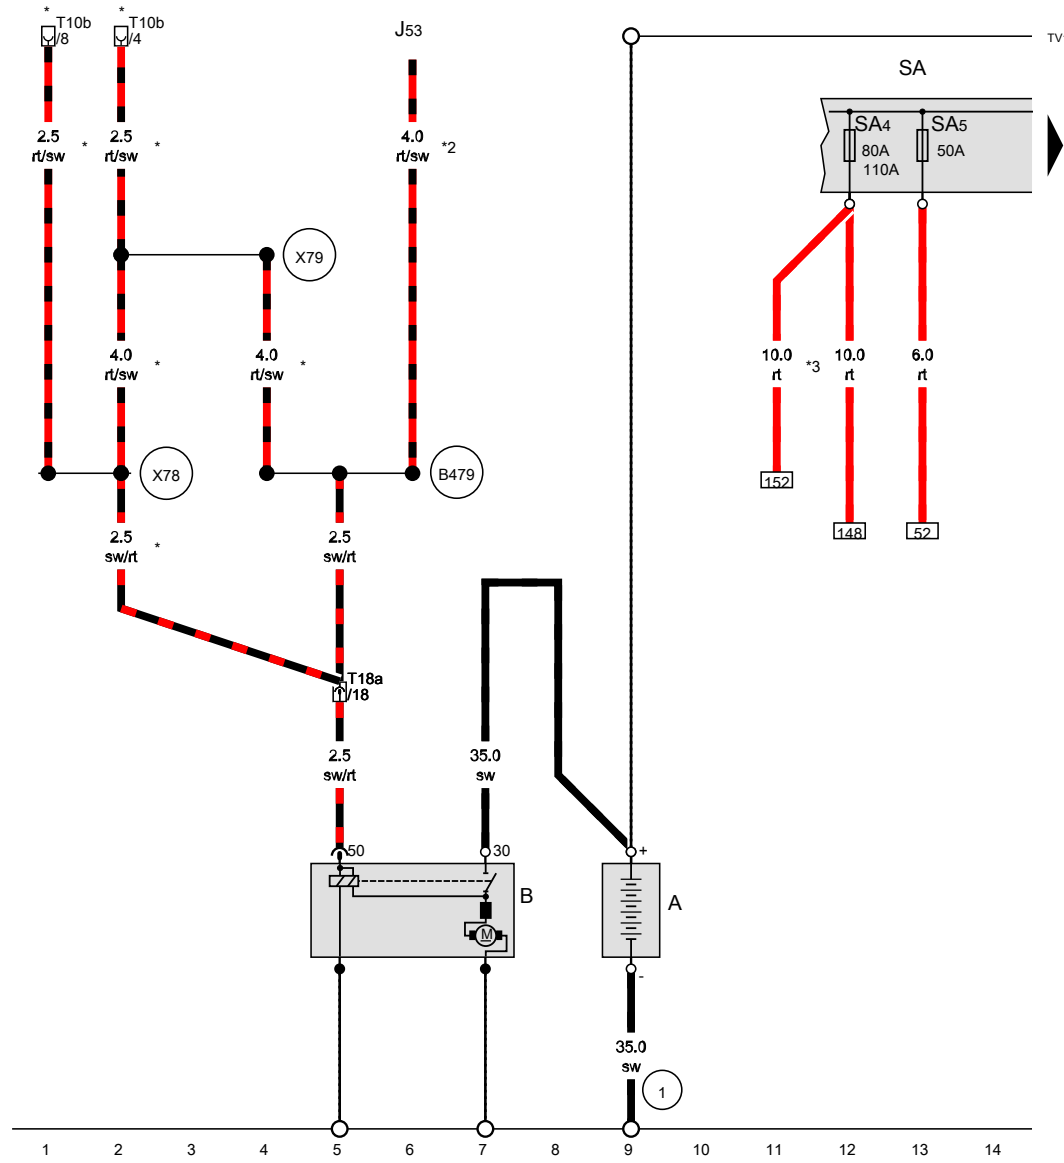 *
*
T10b
/8
T10b
/4
J53
TV
SA
SA4
80A
110A
SA5
50A
2.5
rt/sw
*
2.5
rt/sw
*
4.0
rt/sw
*2
X79
4.0
rt/sw
*
4.0
rt/sw
*
10.0
rt
*3
10.0
rt
6.0
rt
X78
B479
152
148
52
2.5
sw/rt
*
2.5
sw/rt
T18a
/18
2.5
sw/rt
35.0
sw
50
30
+
B
M
A
-
35.0
sw
1
1 2 3 4 5 6 7 8 9 10 11 12 13 14